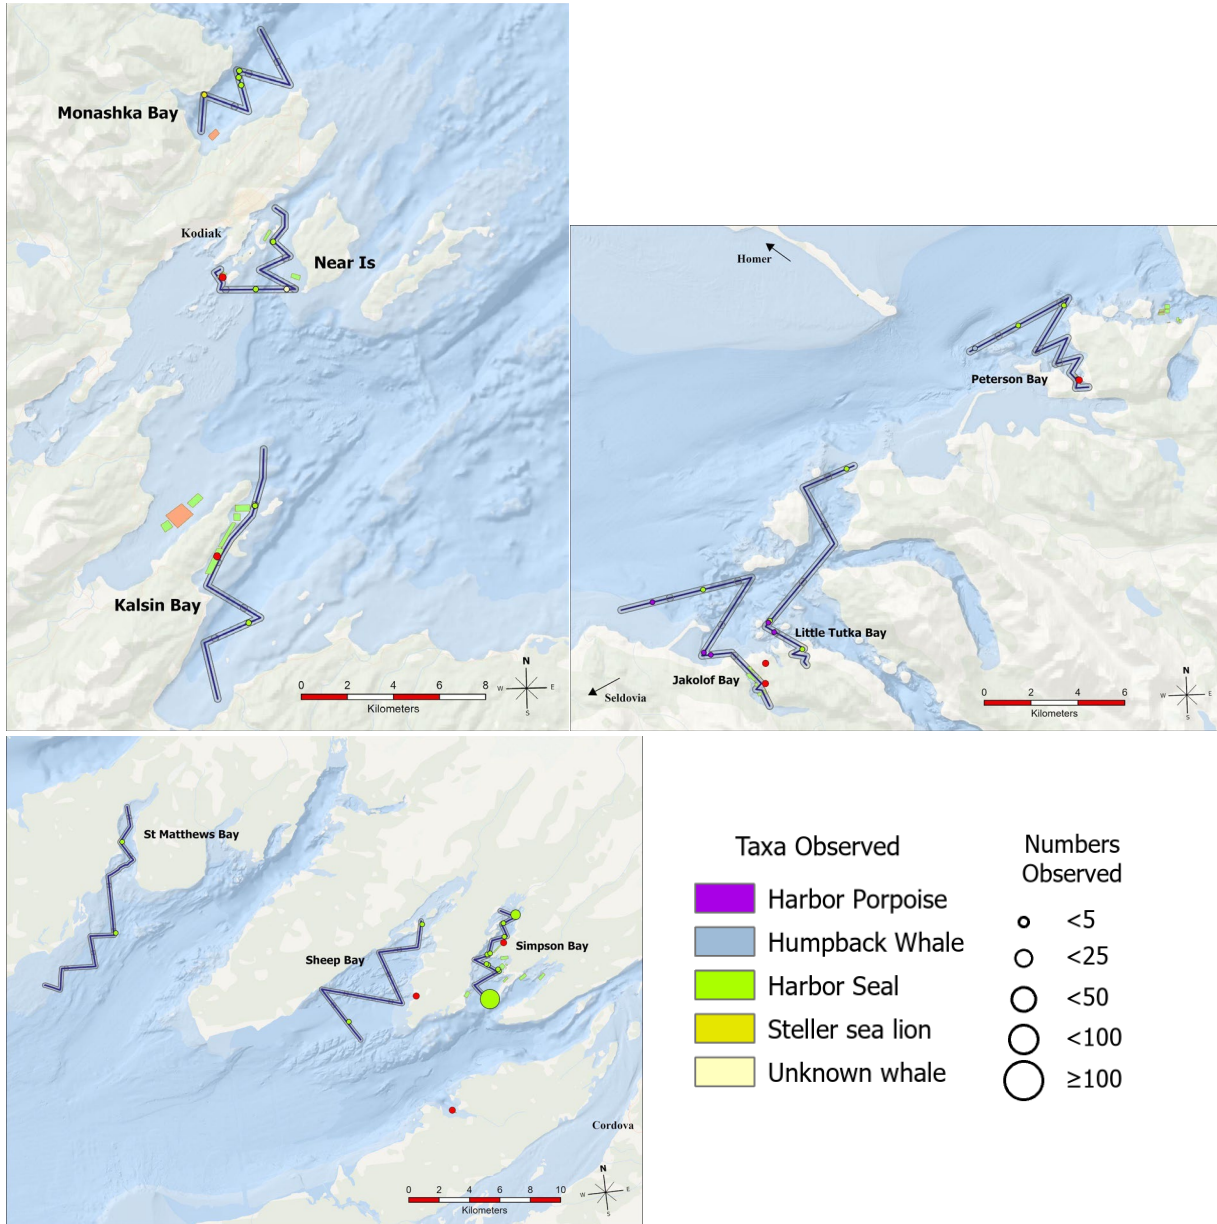 Monashka Bay
Kodiak
Near Is
Kalsin Bay
N
W E
S
0 2 4 6 8
Kilometers
Homer
Peterson Bay
Little Tutka Bay
Jakolof Bay
Seldovia
N
W E
S
0 2 4 6
Kilometers
St Matthews Bay
Sheep Bay
Simpson Bay
Cordova
N
W E
S
0 2 4 6 8 10
Kilometers
Taxa Observed
Harbor Porpoise
Humpback Whale
Harbor Seal
Steller sea lion
Unknown whale
Numbers
Observed
<5
<25
<50
<100
≥100